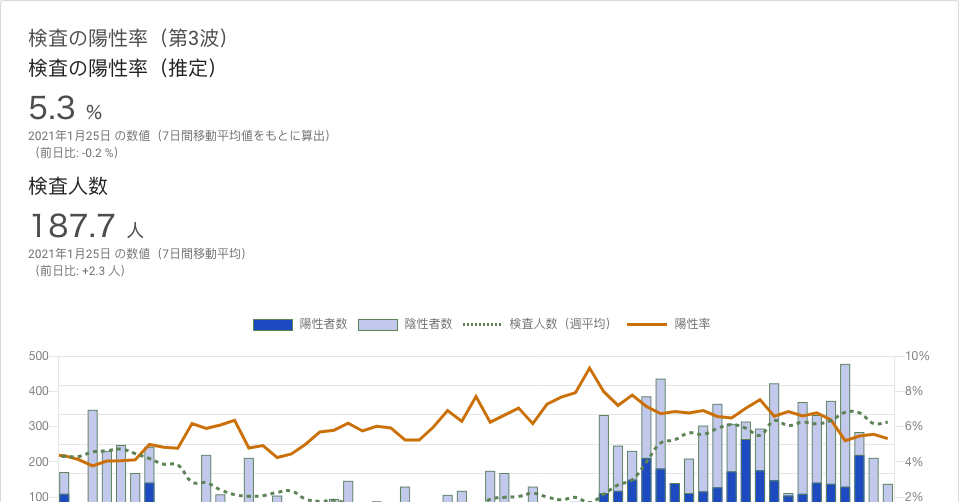 検査の陽性率（第3波）
検査の陽性率（推定）
5.3 %
2021年1月25日 の数値（7日間移動平均値をもとに算出）
（前日比: -0.2 %）
検査人数
187.7 人
2021年1月25日 の数値（7日間移動平均）
（前日比: +2.3 人）
陽性者数 陰性者数 検査人数（週平均） 陽性率
500 10%
400 8%
300 6%
200 4%
100 2%